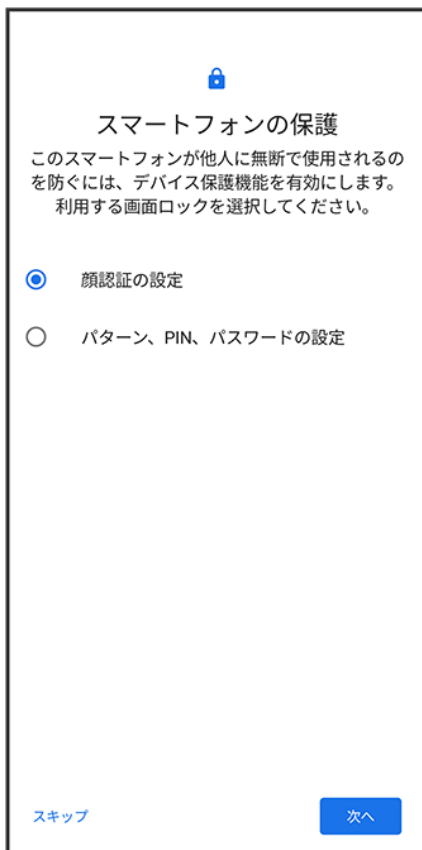 スマートフォンの保護
このスマートフォンが他人に無断で使用されるの
を防ぐには、デバイス保護機能を有効にします。
利用する画面ロックを選択してください。
顔認証の設定
パターン、PIN、パスワードの設定
スキップ
次へ